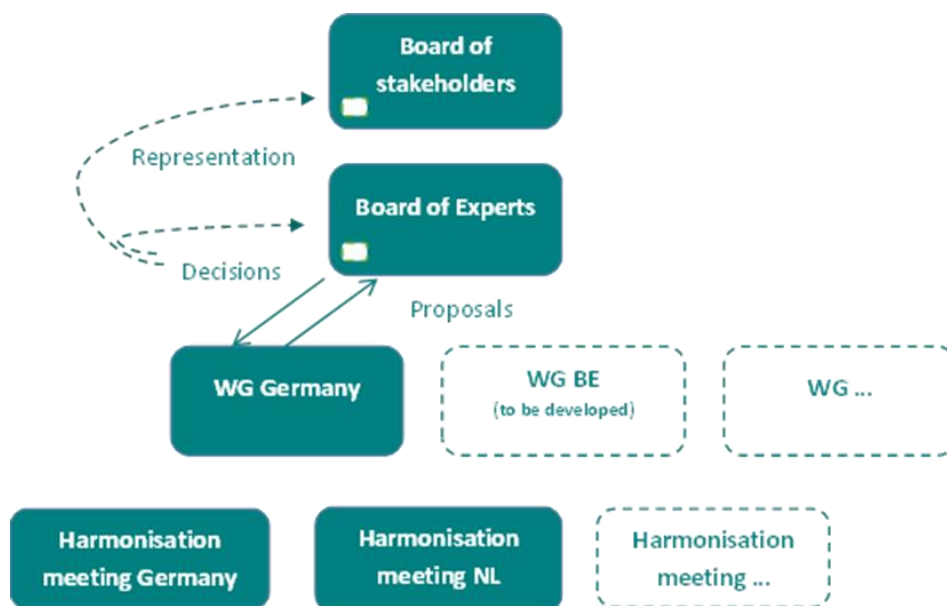 Board of
stakeholders
Representation
Board of Experts
Decisions
Proposals
WG Germany
WG BE
(to be developed)
WG ...
Harmonisation
meeting Germany
Harmonisation
meeting NL
Harmonisation
meeting ...